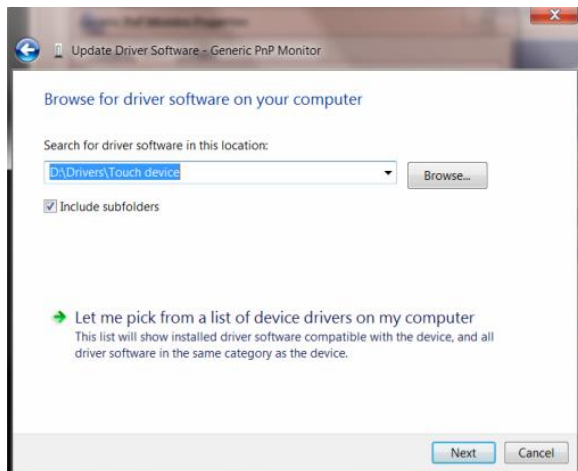 Update Driver Software - Generic PnP Monitor
Browse for driver software on your computer
Search for driver software in this location:
D:\Drivers\Touch device
Browse...
Include subfolders
Let me pick from a list of device drivers on my computer
This list will show installed driver software compatible with the device, and all
driver software in the same category as the device.
Next
Cancel